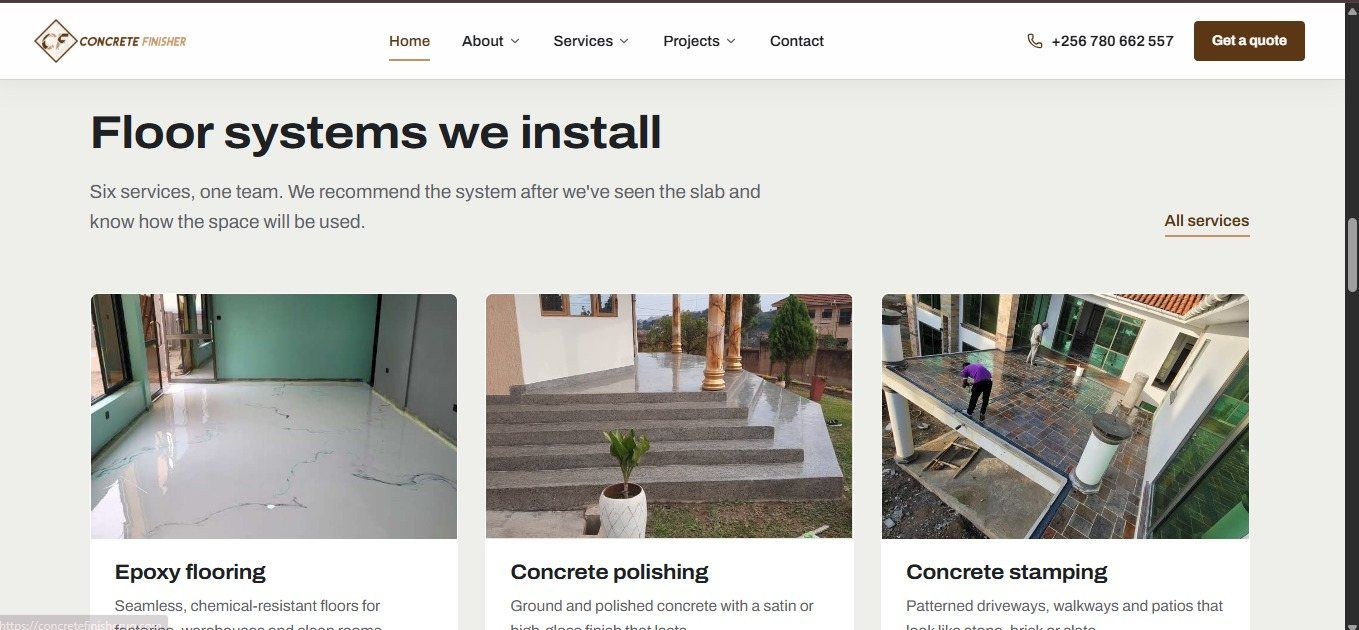 CF CONCRETE FINISHER
Home About Services Projects Contact
+256 780 662 557
Get a quote
Floor systems we install
Six services, one team. We recommend the system after we've seen the slab and
know how the space will be used.
All services
Epoxy flooring
Seamless, chemical-resistant floors for
Concrete polishing
Ground and polished concrete with a satin or
Concrete stamping
Patterned driveways, walkways and patios that